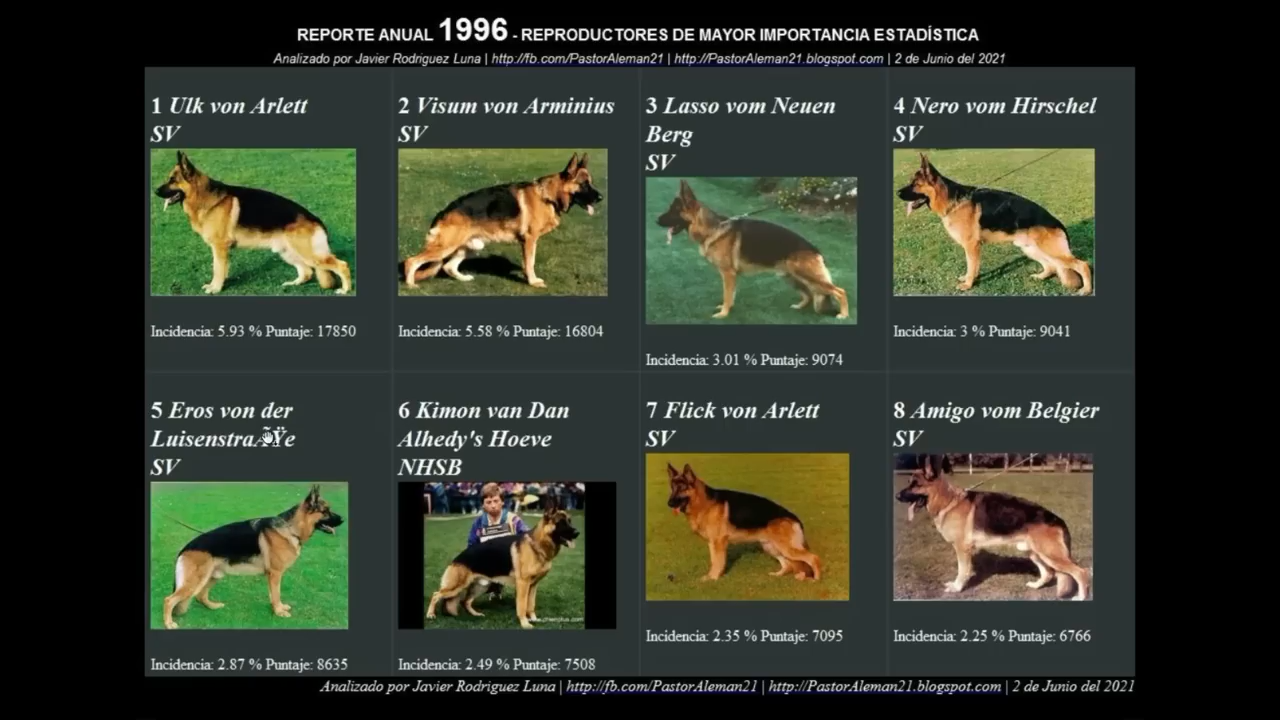 REPORTE ANUAL 1996 - REPRODUCTORES DE MAYOR IMPORTANCIA ESTADÍSTICA
Analizado por Javier Rodriguez Luna | http://fb.com/PastorAleman21 | http://PastorAleman21.blogspot.com | 2 de Junio del 2021
1 Ulk von Arlett
SV
Incidencia: 5.93 % Puntaje: 17850
2 Visum von Arminius
SV
Incidencia: 5.58 % Puntaje: 16804
3 Lasso vom Neuen
Berg
SV
Incidencia: 3.01 % Puntaje: 9074
4 Nero vom Hirschel
SV
Incidencia: 3 % Puntaje: 9041
5 Eros von der
LuisenstraÃŸe
SV
Incidencia: 2.87 % Puntaje: 8635
6 Kimon van Dan
Alhedy's Hoeve
NHSB
Incidencia: 2.49 % Puntaje: 7508
7 Flick von Arlett
SV
Incidencia: 2.35 % Puntaje: 7095
8 Amigo vom Belgier
SV
Incidencia: 2.25 % Puntaje: 6766
Analizado por Javier Rodriguez Luna | http://fb.com/PastorAleman21 | http://PastorAleman21.blogspot.com | 2 de Junio del 2021